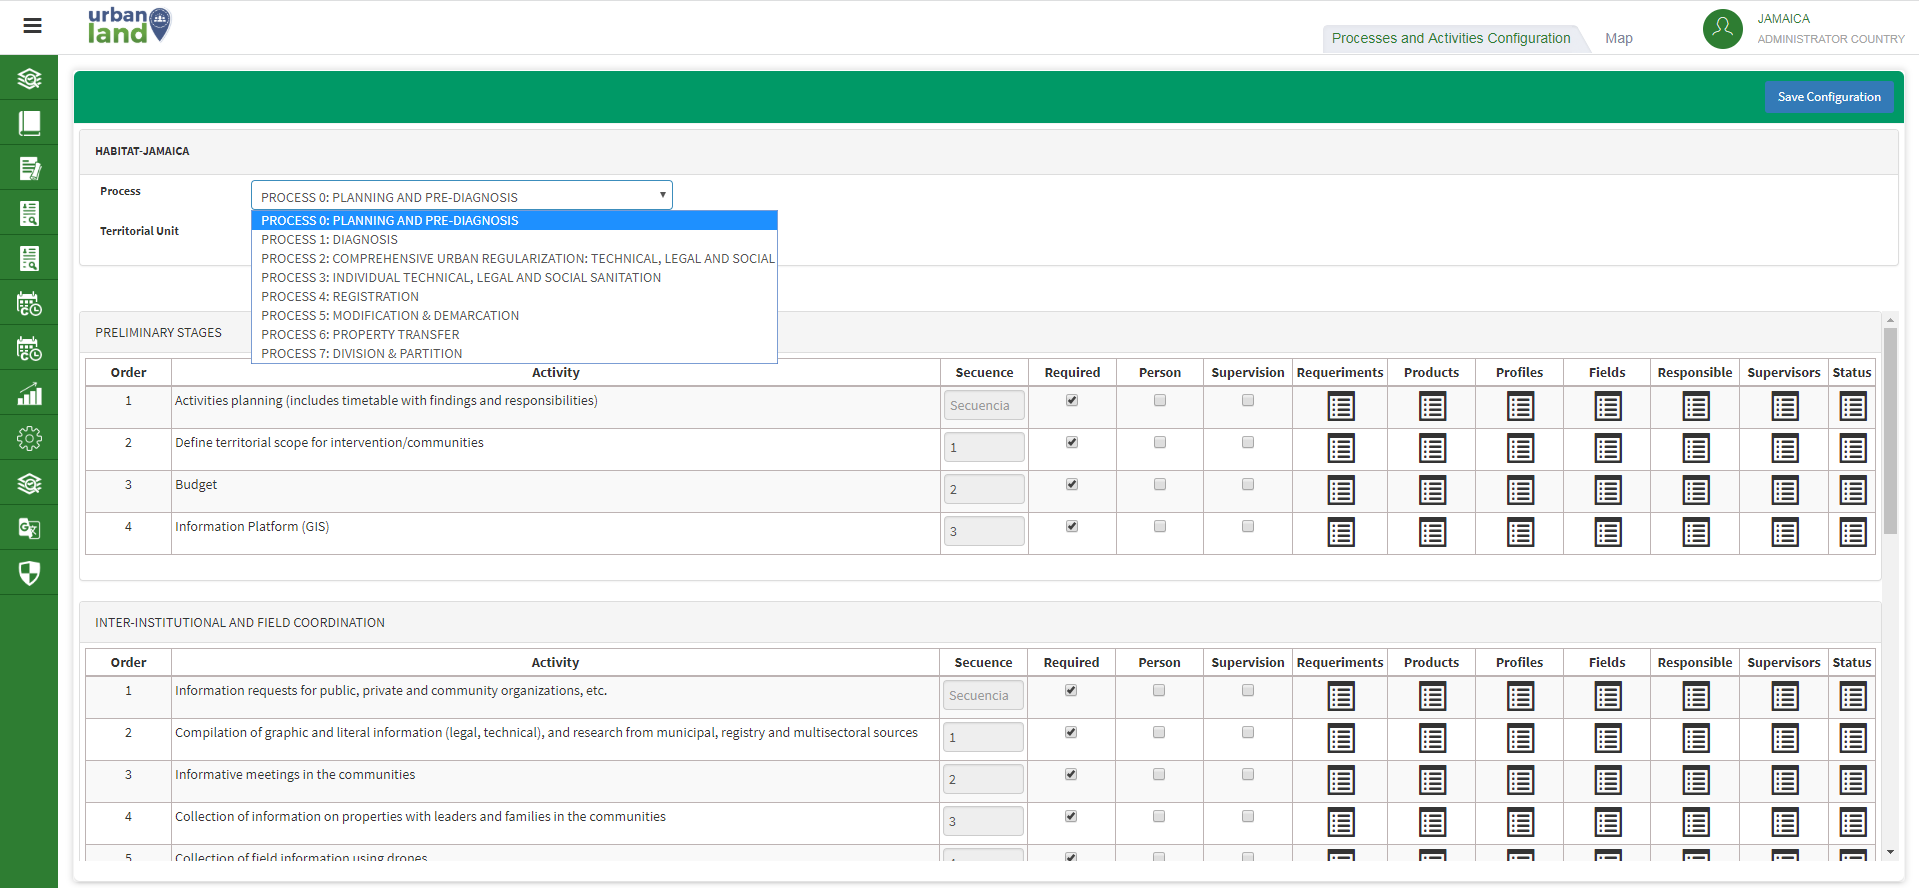 urban
land
Processes and Activities Configuration
Map
JAMAICA
ADMINISTRATOR COUNTRY
Save Configuration
HABITAT-JAMAICA
Process
PROCESS 0: PLANNING AND PRE-DIAGNOSIS
PROCESS 0: PLANNING AND PRE-DIAGNOSIS
PROCESS 1: DIAGNOSIS
PROCESS 2: COMPREHENSIVE URBAN REGULARIZATION: TECHNICAL, LEGAL AND SOCIAL
PROCESS 3: INDIVIDUAL TECHNICAL, LEGAL AND SOCIAL SANITATION
PROCESS 4: REGISTRATION
PROCESS 5: MODIFICATION & DEMARCATION
PROCESS 6: PROPERTY TRANSFER
PROCESS 7: DIVISION & PARTITION
Territorial Unit
PRELIMINARY STAGES
Order Activity Secuence Required Person Supervision Requeriments Products Profiles Fields Responsible Supervisors Status
1 Activities planning (includes timetable with findings and responsibilities) Secuencia
2 Define territorial scope for intervention/communities 1
3 Budget 2
4 Information Platform (GIS) 3
INTER-INSTITUTIONAL AND FIELD COORDINATION
Order Activity Secuence Required Person Supervision Requeriments Products Profiles Fields Responsible Supervisors Status
1 Information requests for public, private and community organizations, etc. Secuencia
2 Compilation of graphic and literal information (legal, technical), and research from municipal, registry and multisectoral sources 1
3 Informative meetings in the communities 2
4 Collection of information on properties with leaders and families in the communities 3
5 Collection of field information using drones